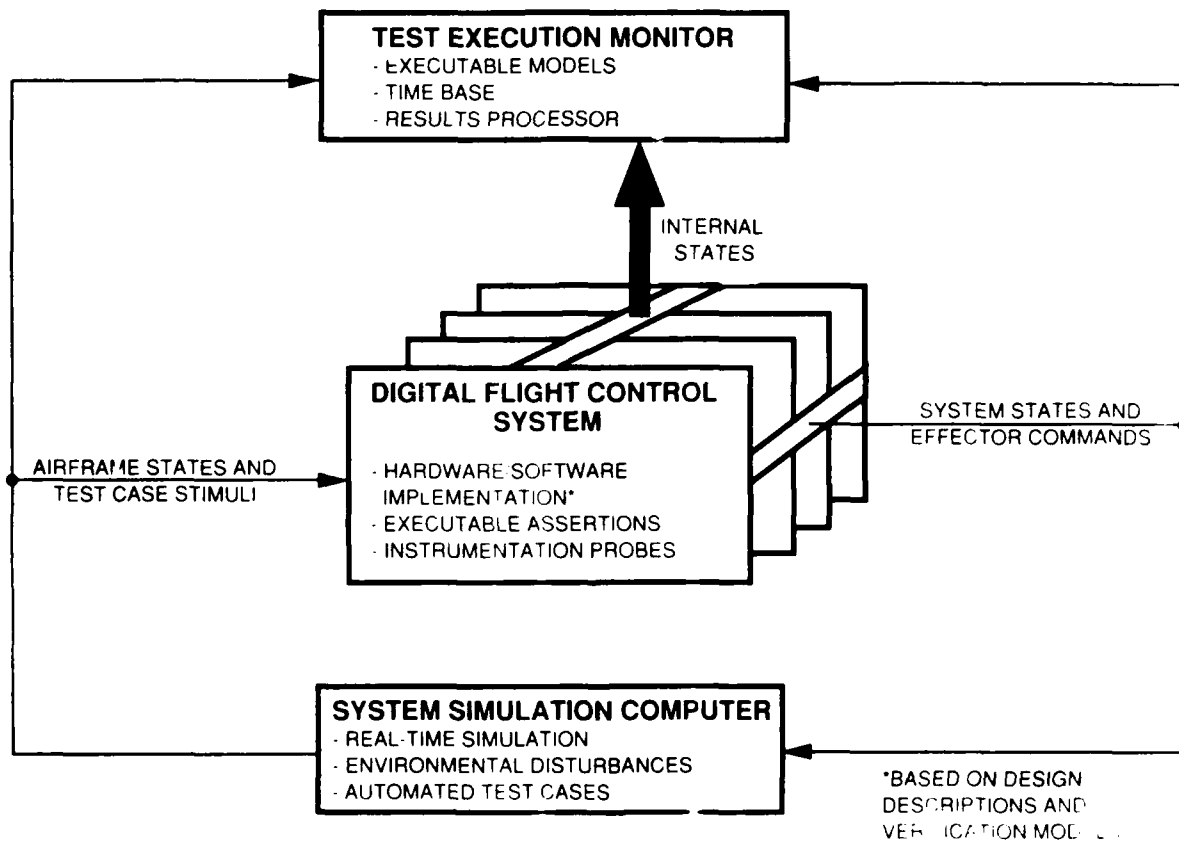 TEST EXECUTION MONITOR
- EXECUTABLE MODELS
- TIME BASE
- RESULTS PROCESSOR
INTERNAL
STATES
DIGITAL FLIGHT CONTROL
SYSTEM
- HARDWARE SOFTWARE
IMPLEMENTATION*
- EXECUTABLE ASSERTIONS
- INSTRUMENTATION PROBES
SYSTEM STATES AND
EFFECTOR COMMANDS
AIRFRAME STATES AND
TEST CASE STIMULI
SYSTEM SIMULATION COMPUTER
- REAL-TIME SIMULATION
- ENVIRONMENTAL DISTURBANCES
- AUTOMATED TEST CASES
*BASED ON DESIGN
DESCRIPTIONS AND
VERIFICATION